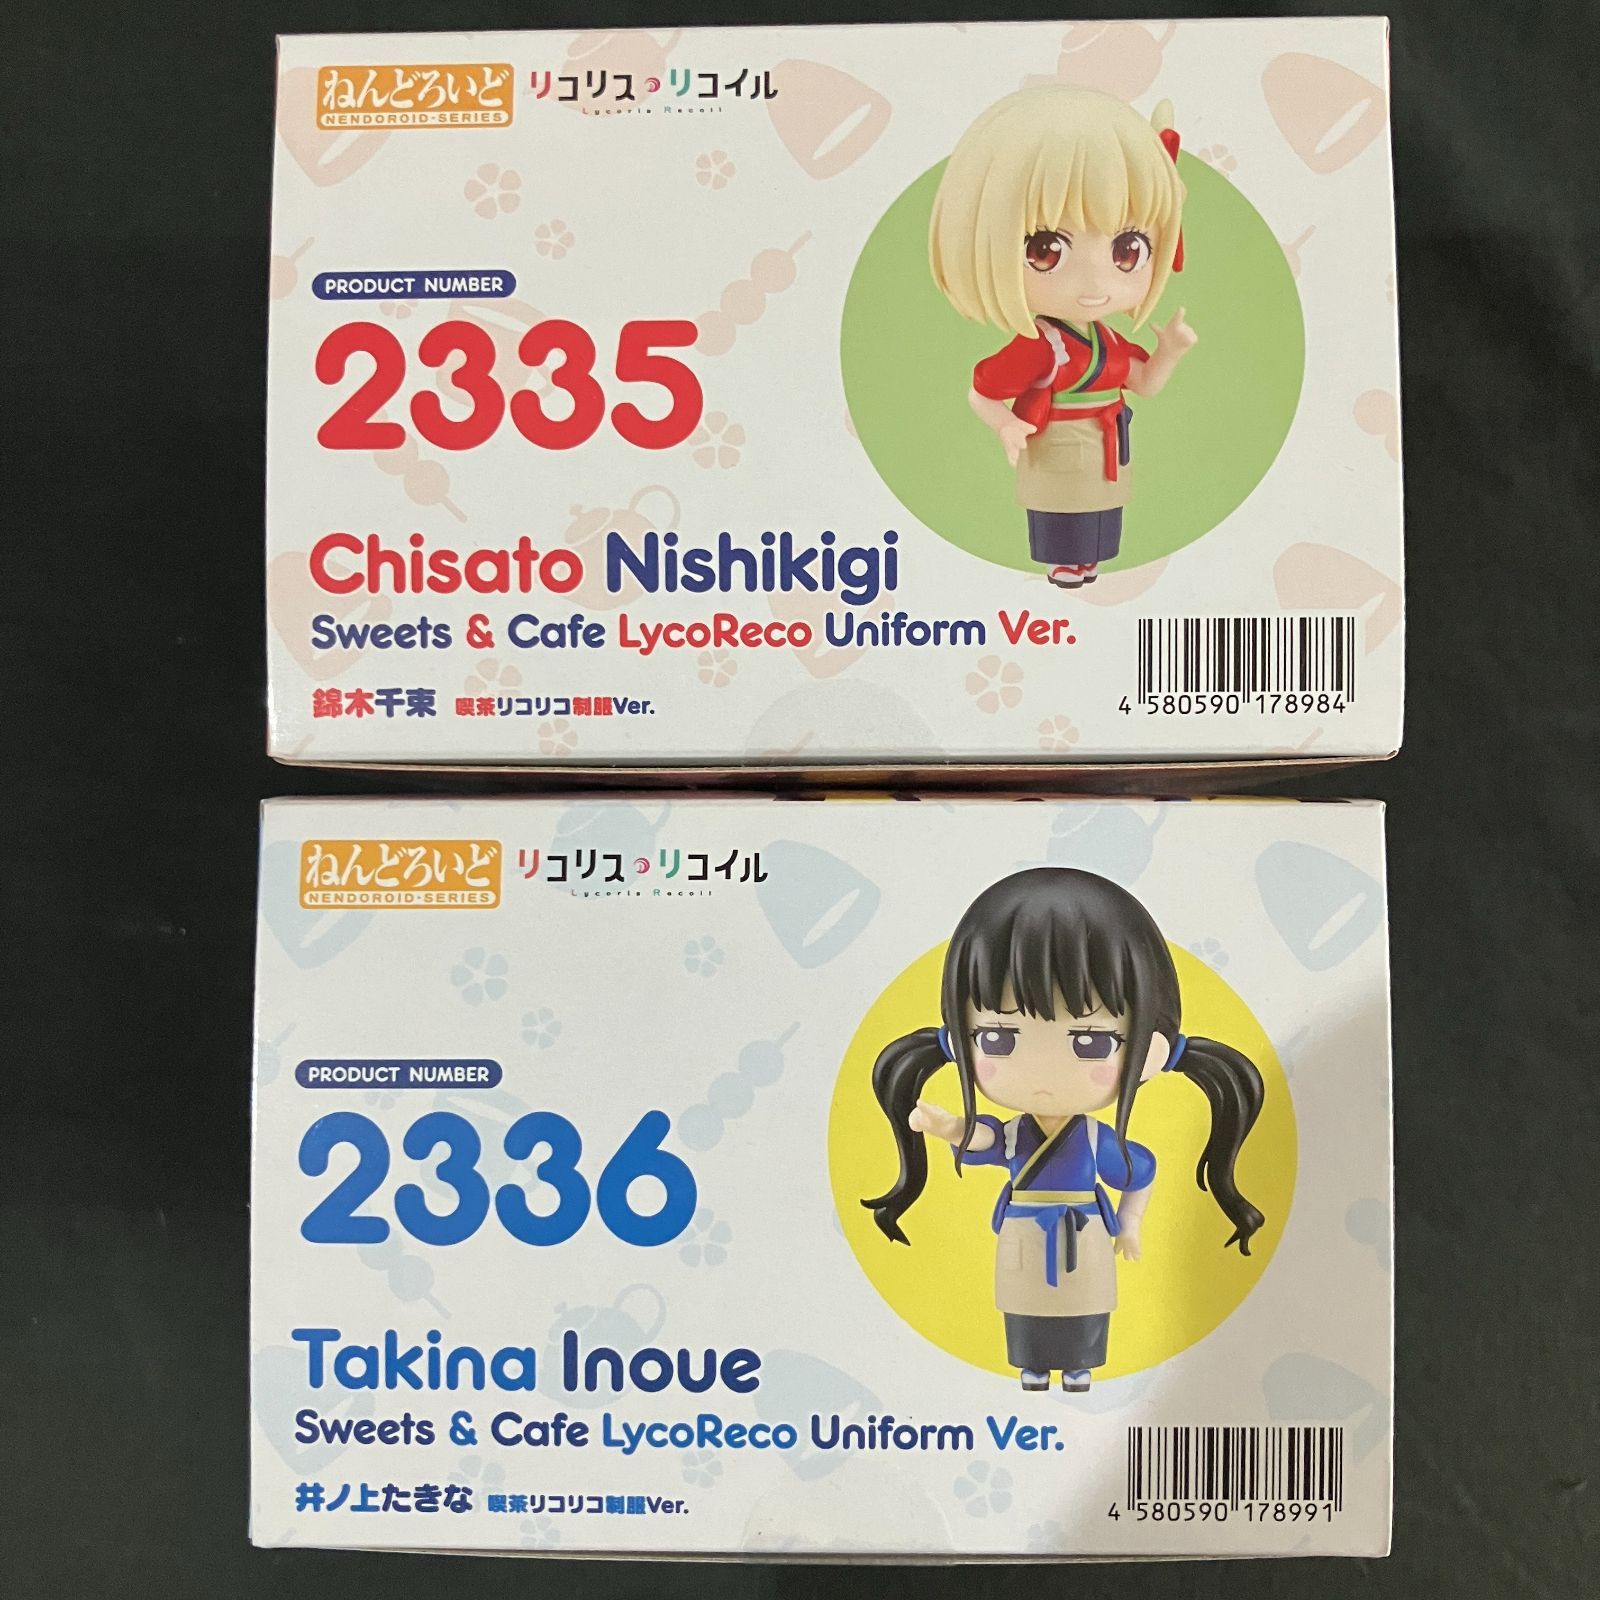 ねんどろいど
NENDOROID・SERIES
リコリス・リコイル
Lycoris Recoil
PRODUCT NUMBER
2335
Chisato Nishikigi
Sweets & Cafe LycoReco Uniform Ver.
錦木千束 喫茶リコリコ制服Ver.
4 580590 178984
ねんどろいど
NENDOROID・SERIES
リコリス・リコイル
Lycoris Recoil
PRODUCT NUMBER
2336
Takina Inoue
Sweets & Cafe LycoReco Uniform Ver.
井ノ上たきな 喫茶リコリコ制服Ver.
4 580590 178991